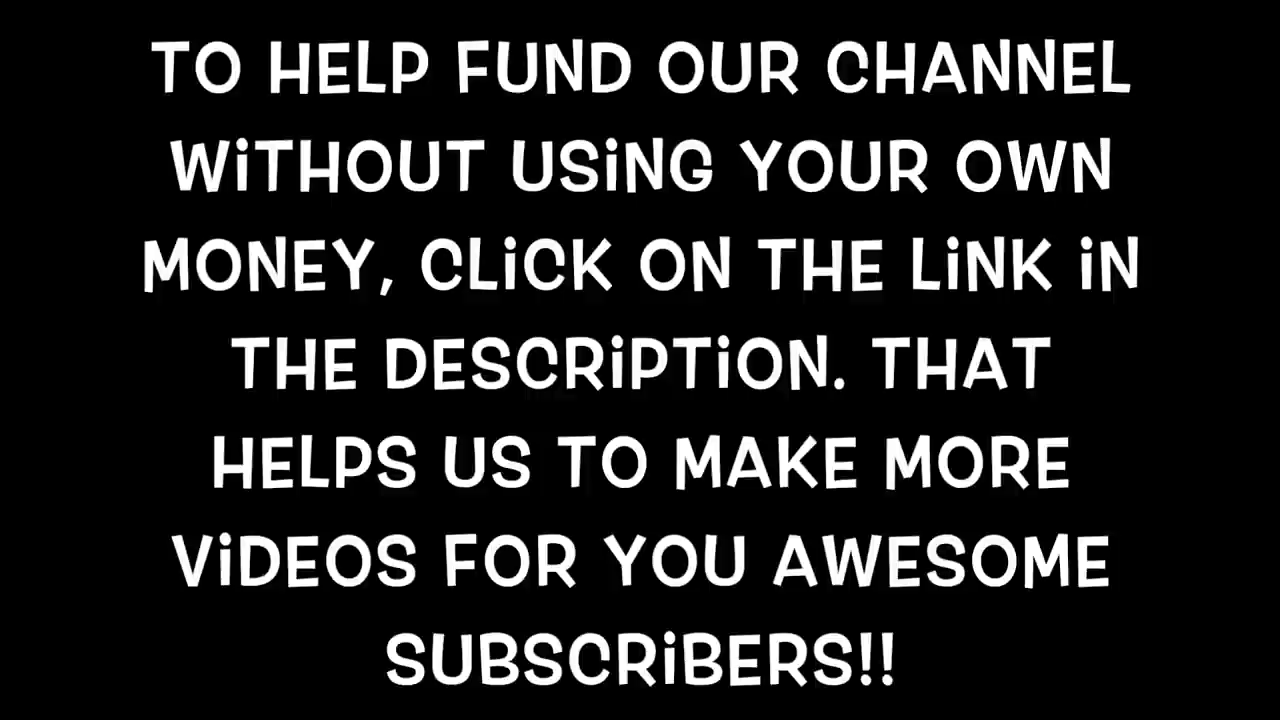 TO HELP FUND OUR CHANNEL
WiTHOUT USiNG YOUR OWN
MONEY, CLiCK ON THE LiNK iN
THE DESCRiPTiON. THAT
HELPS US TO MAKE MORE
ViDEOS FOR YOU AWESOME
SUBSCRiBERS!!